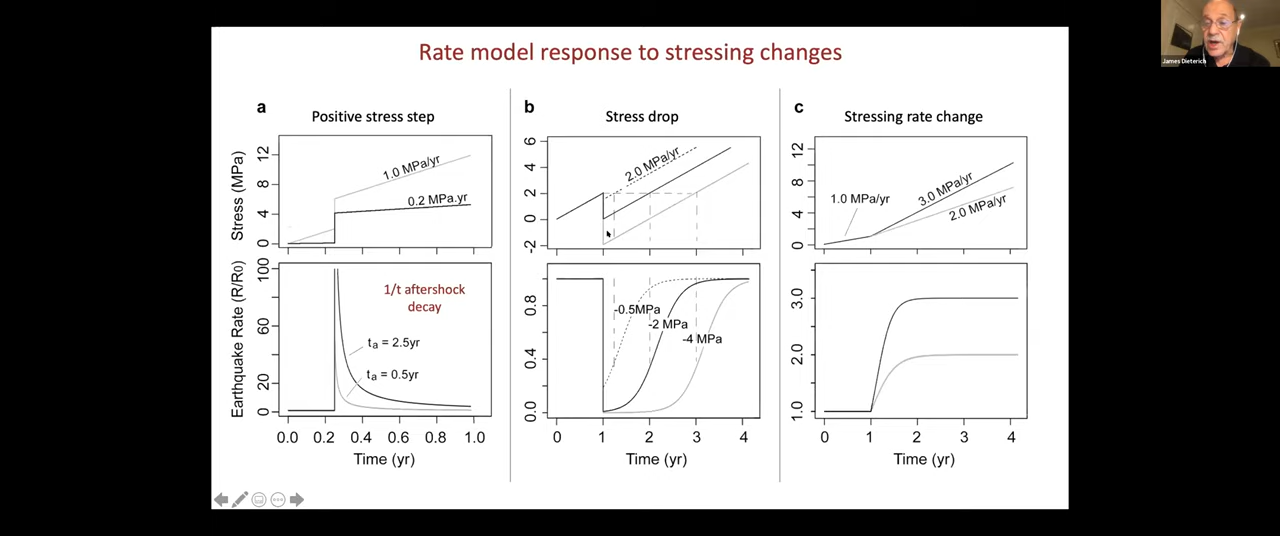 Rate model response to stressing changes
James Dieterich
a
Positive stress step
Stress (MPa)
12
8
4
0
1.0 MPa/yr
0.2 MPa.yr
Earthquake Rate (R/R0)
100
60
20
0
1/t aftershock
decay
ta = 2.5yr
ta = 0.5yr
0.0 0.2 0.4 0.6 0.8 1.0
Time (yr)
b
Stress drop
6
4
2
0
-2
2.0 MPa/yr
0.8
0.4
0.0
-0.5MPa
-2 MPa
-4 MPa
0 1 2 3 4
Time (yr)
c
Stressing rate change
12
8
4
0
1.0 MPa/yr
3.0 MPa/yr
2.0 MPa/yr
3.0
2.0
1.0
0 1 2 3 4
Time (yr)